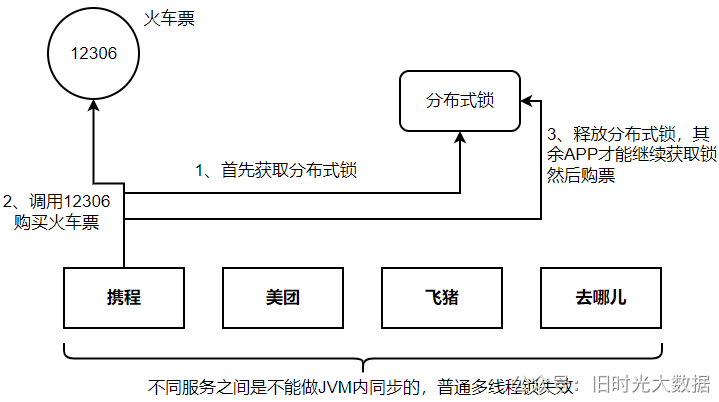 火车票
12306
分布式锁
1、首先获取分布式锁
2、调用12306
购买火车票
3、释放分布式锁，其
余APP才能继续获取锁
然后购票
携程
美团
飞猪
去哪儿
不同服务之间是不能做JVM内同步的，普通多线程锁失效
公众号：旧时光大数据